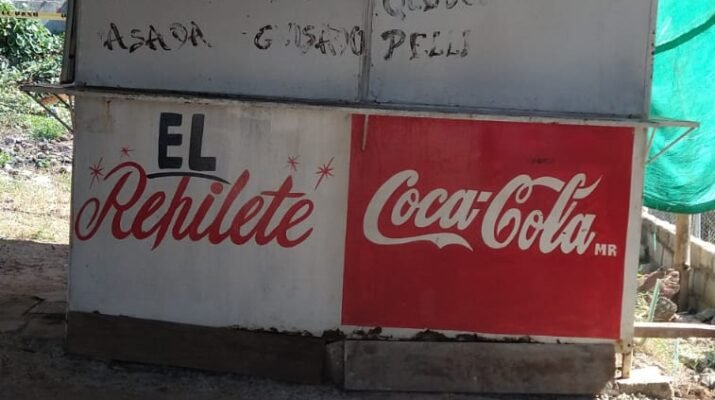 ASADA GUISADO PELLI
EL
Rehilete
Coca-Cola MR